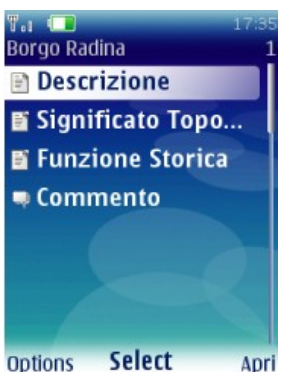 17:35
Borgo Radina 1
Descrizione
Significato Topo...
Funzione Storica
Commento
Options Select Apri